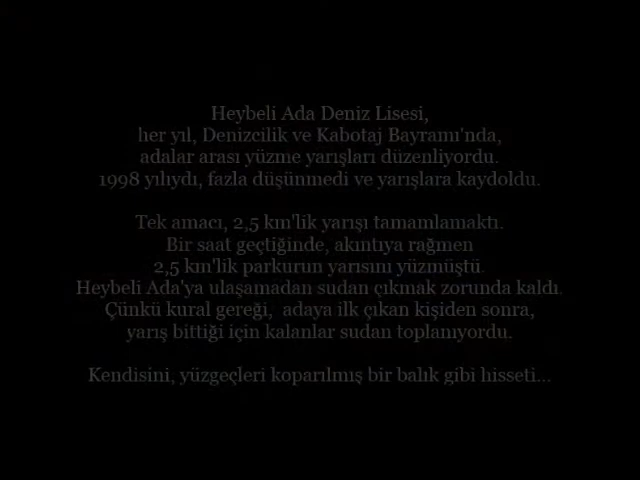 Heybeli Ada Deniz Lisesi,
her yıl, Denizcilik ve Kabotaj Bayramı'nda,
adalar arası yüzme yarışları düzenliyordu.
1998 yılıydı, fazla düşünmedi ve yarışlara kaydoldu.
Tek amacı, 2,5 km'lik yarışı tamamlamaktı.
Bir saat geçtiğinde, akıntıya rağmen
2,5 km'lik parkurun yarısını yüzmüştü.
Heybeli Ada'ya ulaşamadan sudan çıkmak zorunda kaldı.
Çünkü kural gereği, adaya ilk çıkan kişiden sonra,
yarış bittiği için kalanlar sudan toplanıyordu.
Kendisini, yüzgeçleri koparılmış bir balık gibi hisseti...